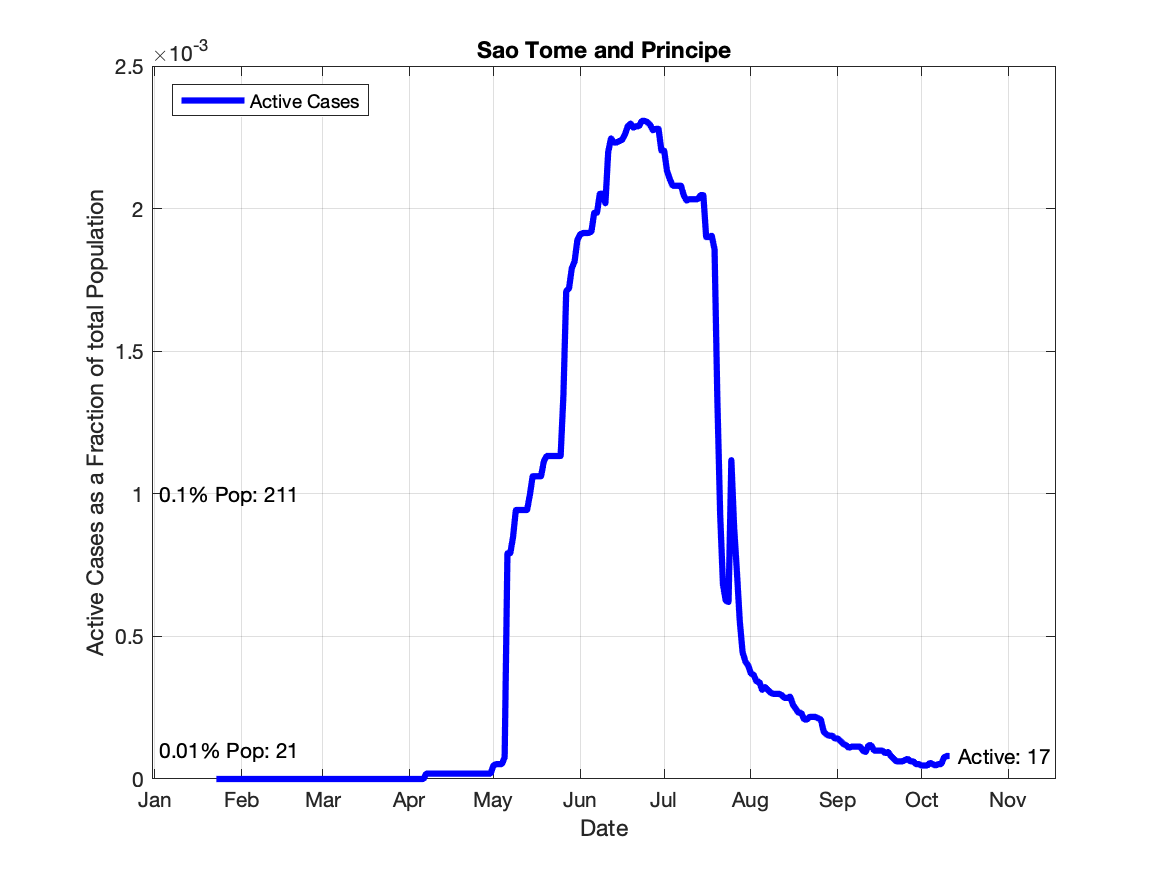 Sao Tome and Principe
×10-3
2.5
2
1.5
1
0.5
0
Active Cases as a Fraction of total Population
Active Cases
0.1% Pop: 211
0.01% Pop: 21
Active: 17
Jan Feb Mar Apr May Jun Jul Aug Sep Oct Nov
Date